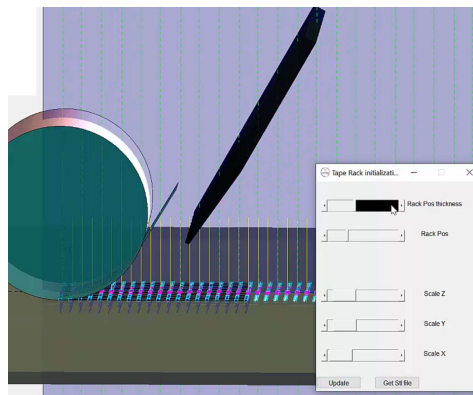 Tape Rack initializati...
Rack Pos thickness
Rack Pos
Scale Z
Scale Y
Scale X
Update Get Stl file